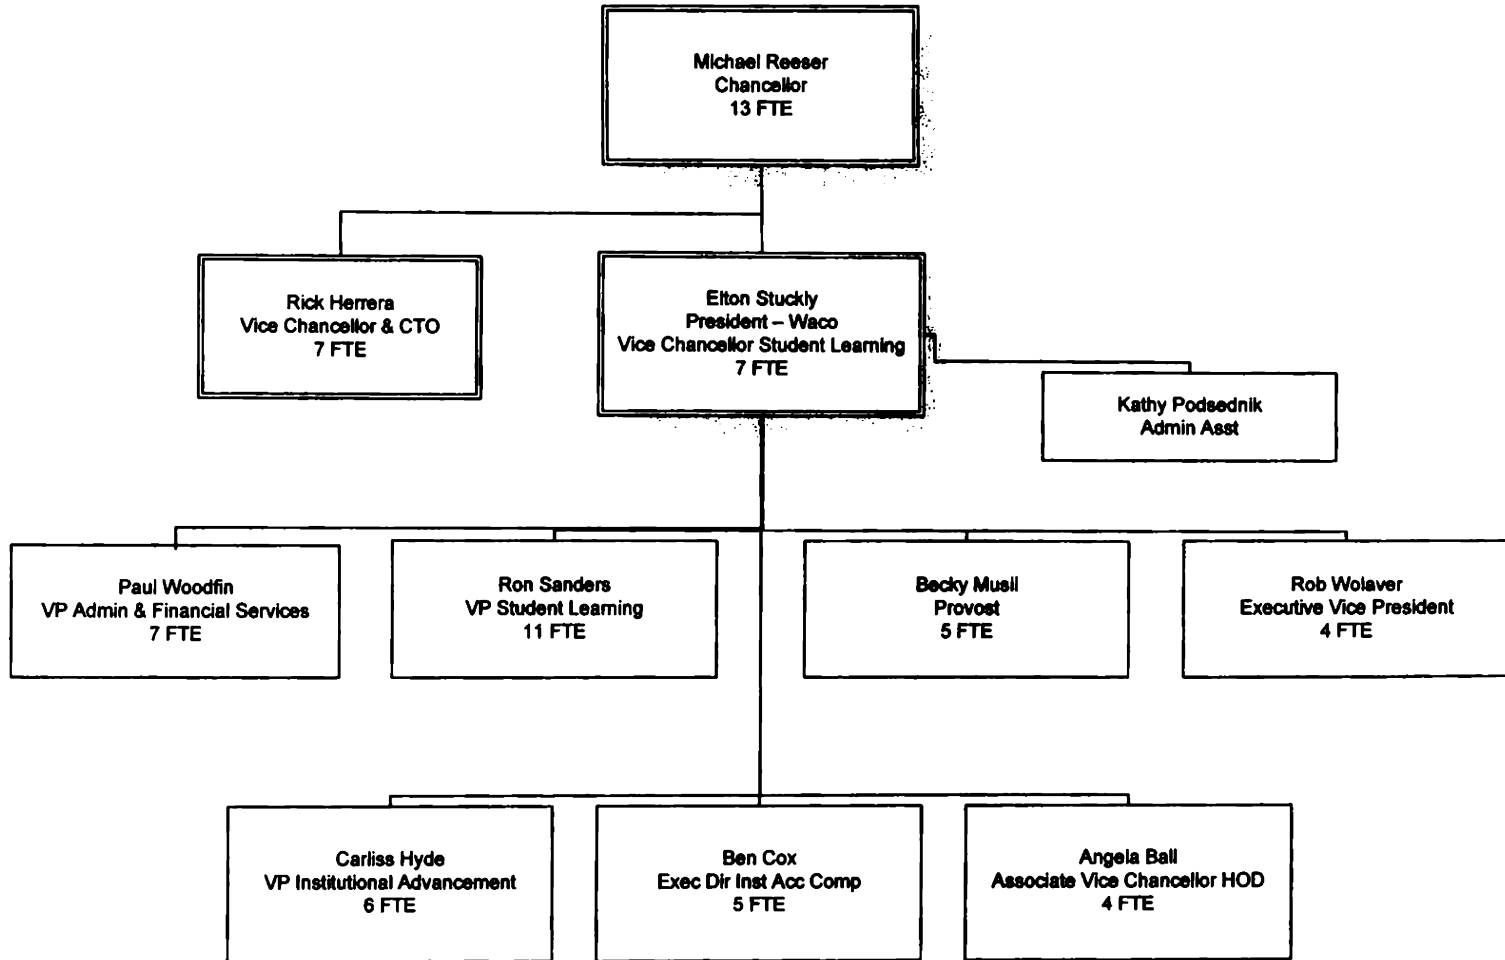 Michael Reeser
Chancellor
13 FTE
Rick Herrera
Vice Chancellor & CTO
7 FTE
Elton Stuckly
President – Waco
Vice Chancellor Student Learning
7 FTE
Kathy Podsednik
Admin Asst
Paul Woodfin
VP Admin & Financial Services
7 FTE
Ron Sanders
VP Student Learning
11 FTE
Becky Musil
Provost
5 FTE
Rob Wolaver
Executive Vice President
4 FTE
Carliss Hyde
VP Institutional Advancement
6 FTE
Ben Cox
Exec Dir Inst Acc Comp
5 FTE
Angela Ball
Associate Vice Chancellor HOD
4 FTE